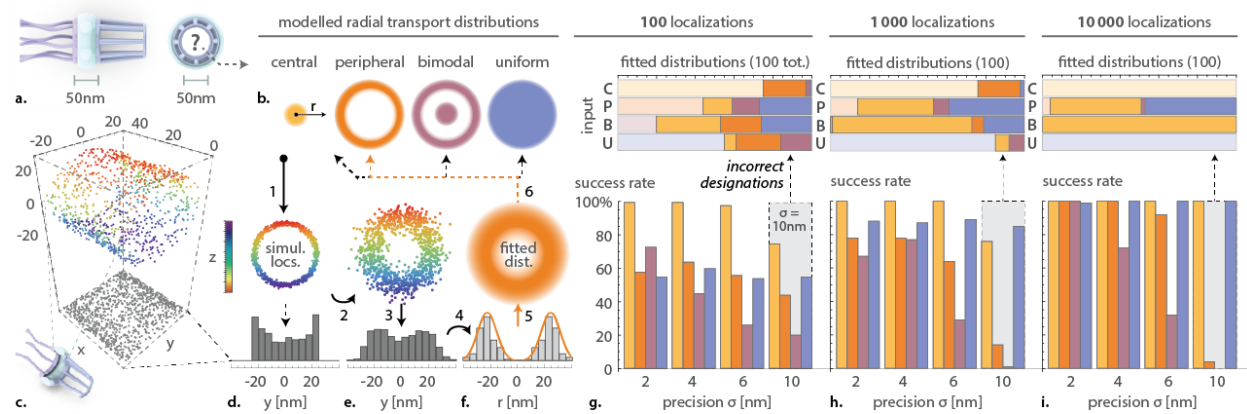 modelled radial transport distributions
100 localizations
1 000 localizations
10 000 localizations
?
central
peripheral
bimodal
uniform
fitted distributions (100 tot.)
fitted distributions (100)
fitted distributions (100)
50nm
50nm
a.
b.
r
input
C
P
B
U
C
P
B
U
C
P
B
U
incorrect
designations
-20
0
20
40
20
0
20
0
-20
z
x
y
c.
1
simul.
locs.
2
3
4
5
6
fitted
dist.
-20
0
20
d.
y [nm]
-20
0
20
e.
y [nm]
-20
0
20
f.
r [nm]
success rate
100%
80
60
40
20
0
σ =
10nm
2
4
6
10
g.
precision σ [nm]
success rate
2
4
6
10
h.
precision σ [nm]
success rate
2
4
6
10
i.
precision σ [nm]